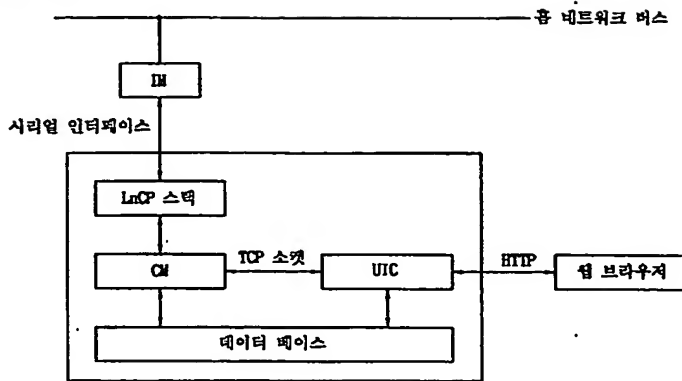 홈 네트워크 버스
IM
시리얼 인터페이스
LnCP 스택
CM
TCP 소켓
UIC
HTTP
웹 브라우저
데이터 베이스